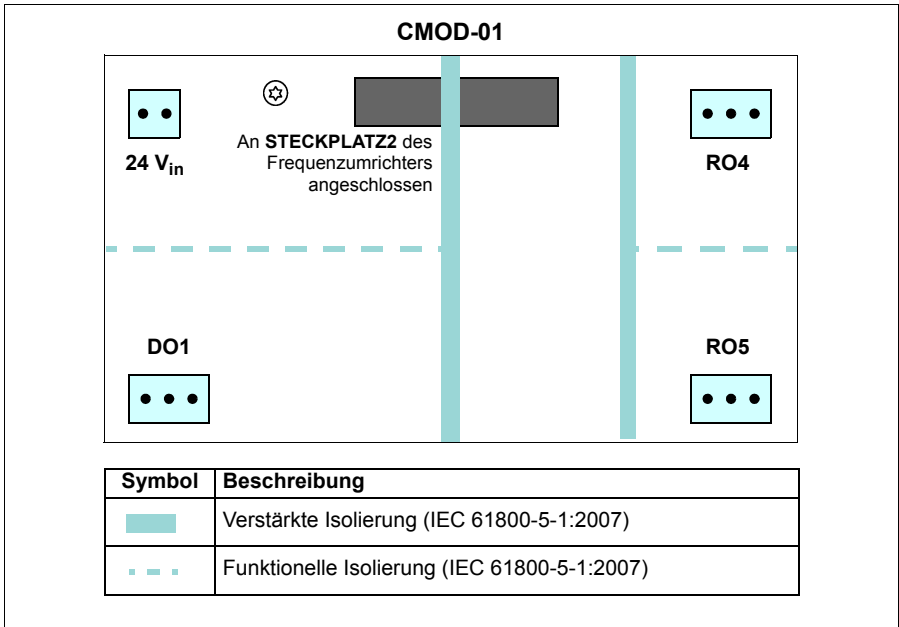 CMOD-01
An STECKPLATZ2 des
Frequenzumrichters
angeschlossen
24 Vin
RO4
DO1
RO5
Symbol Beschreibung
Verstärkte Isolierung (IEC 61800-5-1:2007)
Funktionelle Isolierung (IEC 61800-5-1:2007)